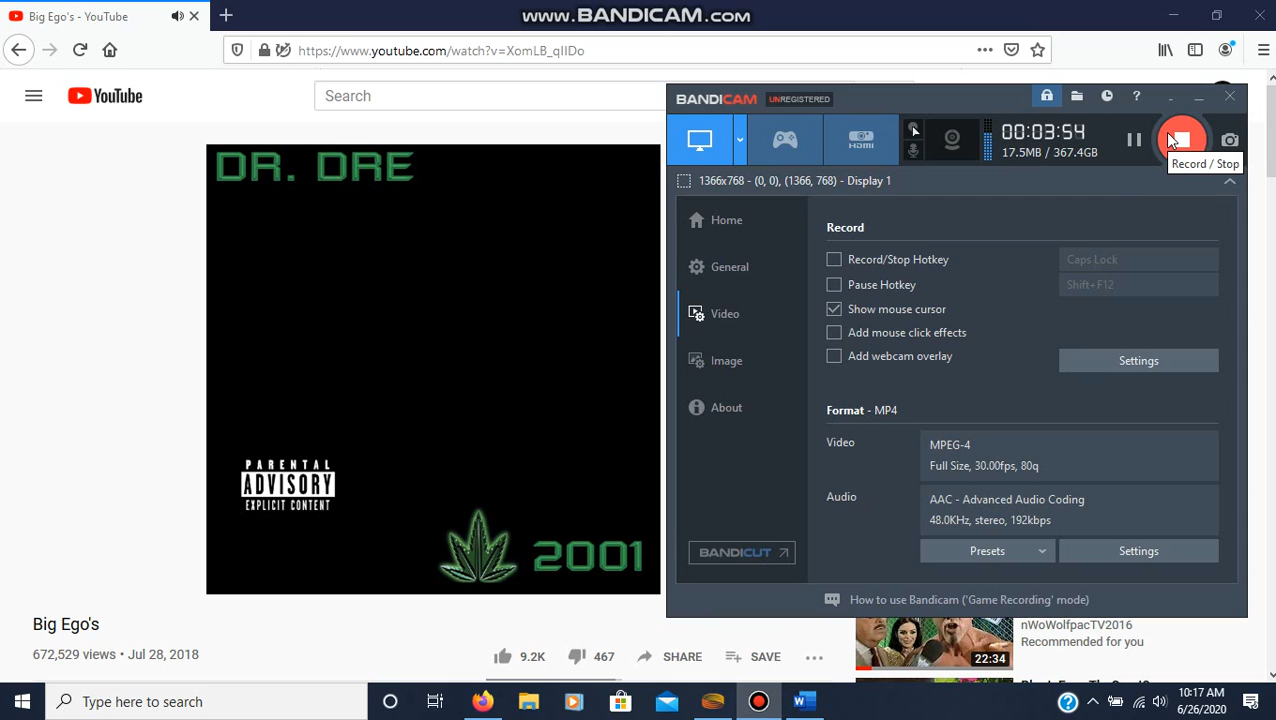 Big Ego's - YouTube
www.BANDICAM.com
https://www.youtube.com/watch?v=XomLB_qIIDo
YouTube
Search
DR. DRE
PARENTAL
ADVISORY
EXPLICIT CONTENT
2001
Big Ego's
672,529 views • Jul 28, 2018
9.2K
467
SHARE
SAVE
BANDICAM UNREGISTERED
HDMI
00:03:54
17.5MB / 367.4GB
Record / Stop
1366x768 - (0, 0), (1366, 768) - Display 1
Home
General
Video
Image
About
BANDICUT
Record
Record/Stop Hotkey
Caps Lock
Pause Hotkey
Shift+F12
Show mouse cursor
Add mouse click effects
Add webcam overlay
Settings
Format - MP4
Video
MPEG-4
Full Size, 30.00fps, 80q
Audio
AAC - Advanced Audio Coding
48.0KHz, stereo, 192kbps
Presets
Settings
How to use Bandicam ('Game Recording' mode)
nWoWolfpacTV2016
Recommended for you
22:34
Type here to search
10:17 AM
6/26/2020